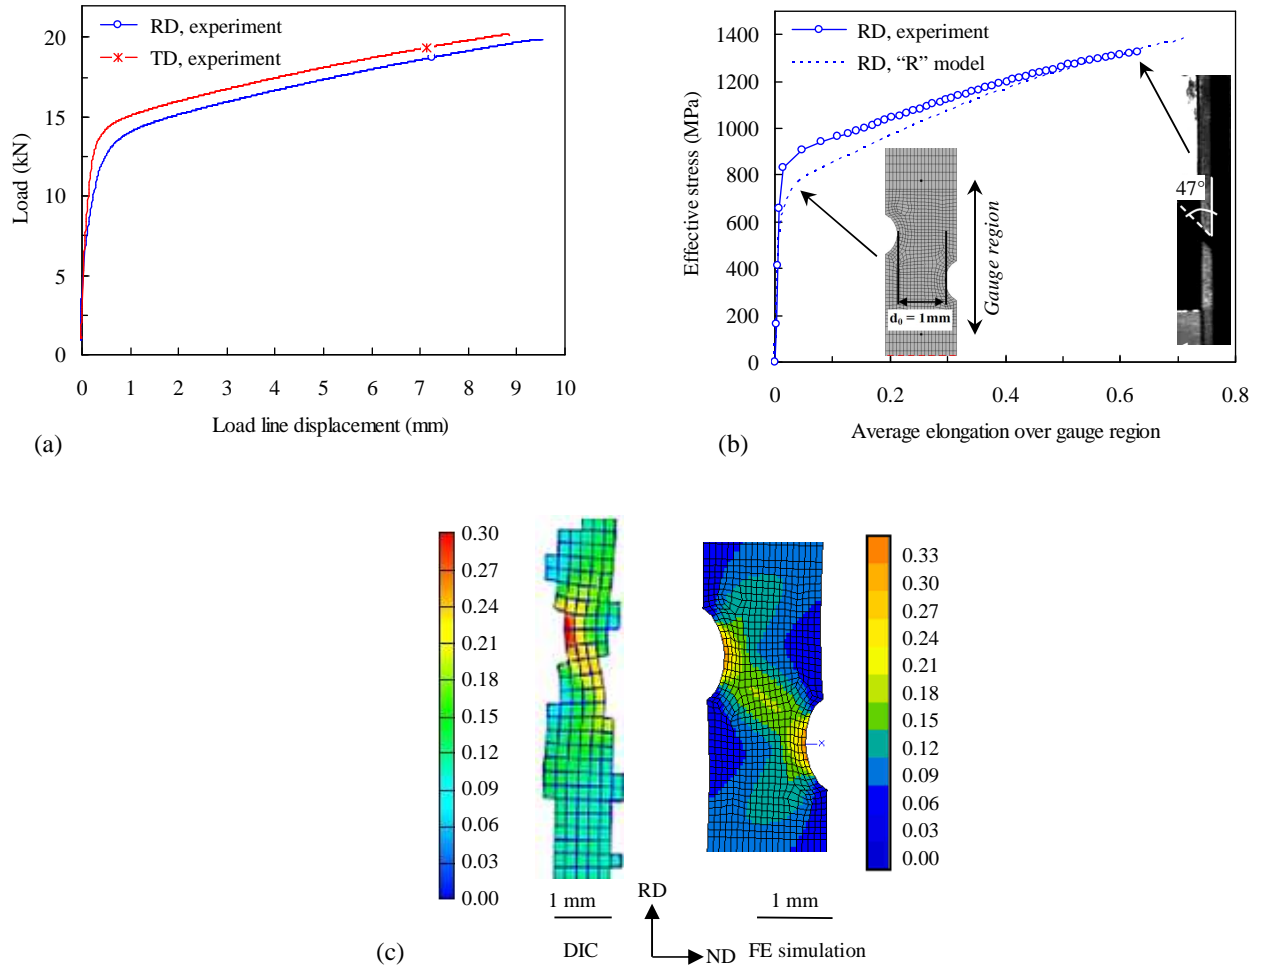 RD, experiment
TD, experiment
20
15
10
5
0
Load (kN)
0 1 2 3 4 5 6 7 8 9 10
Load line displacement (mm)
(a)
RD, experiment
RD, “R” model
1400
1200
1000
800
600
400
200
0
Effective stress (MPa)
0 0.2 0.4 0.6 0.8
Average elongation over gauge region
d₀ = 1mm
Gauge region
47°
(b)
0.30
0.27
0.24
0.21
0.18
0.15
0.12
0.09
0.06
0.03
0.00
1 mm
DIC
RD
ND
×
1 mm
FE simulation
0.33
0.30
0.27
0.24
0.21
0.18
0.15
0.12
0.09
0.06
0.03
0.00
(c)